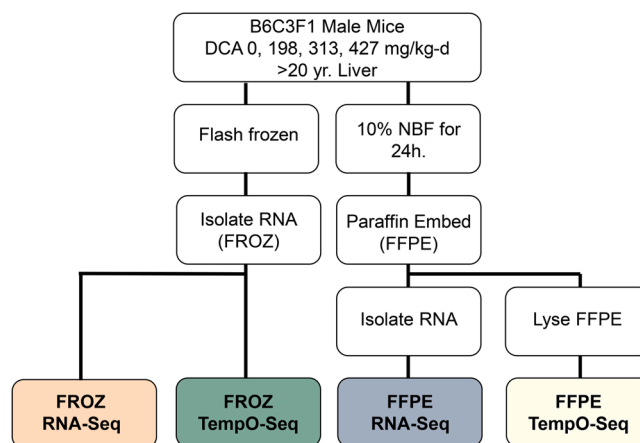 B6C3F1 Male Mice
DCA 0, 198, 313, 427 mg/kg-d
>20 yr. Liver
Flash frozen
10% NBF for
24h.
Isolate RNA
(FROZ)
Paraffin Embed
(FFPE)
Isolate RNA
Lyse FFPE
FROZ
RNA-Seq
FROZ
TempO-Seq
FFPE
RNA-Seq
FFPE
TempO-Seq